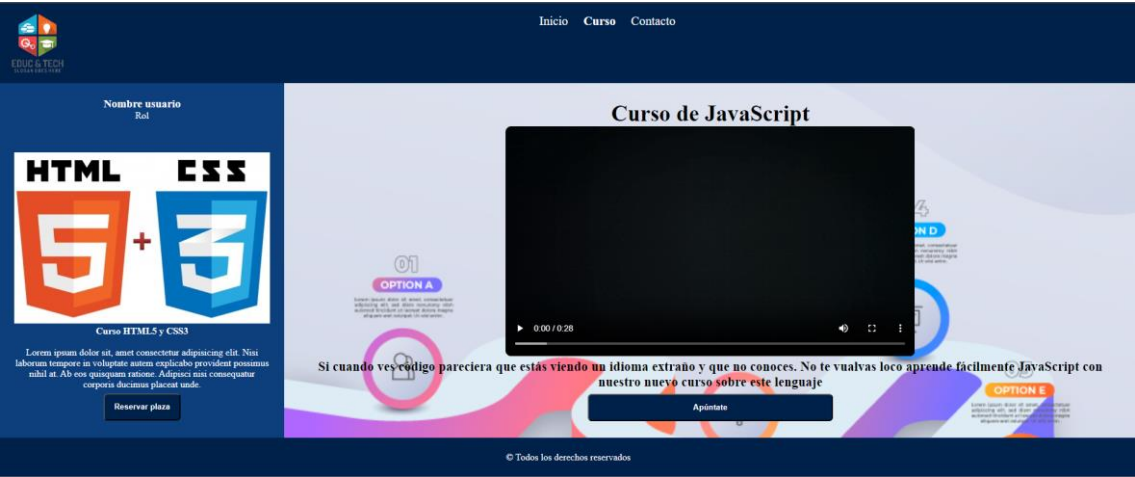 Inicio Curso Contacto
EDUC & TECH
Nombre usuario
Rol
HTML CSS
5 + 3
Curso HTML5 y CSS3
Lorem ipsum dolor sit, amet consectetur adipisicing elit. Nisi
laborum tempore in voluptate autem explicabo provident possimus
nihil at. Ab eos quisquam ratione. Adipisci nisi consequatur
corporis ducimus placeat unde.
Reservar plaza
Curso de JavaScript
01
OPTION A
ON D
0:00 / 0:28
Si cuando ves código pareciera que estás viendo un idioma extraño y que no conoces. No te vualvas loco aprende fácilmente JavaScript con
nuestro nuevo curso sobre este lenguaje
OPTION E
Apúntate
© Todos los derechos reservados